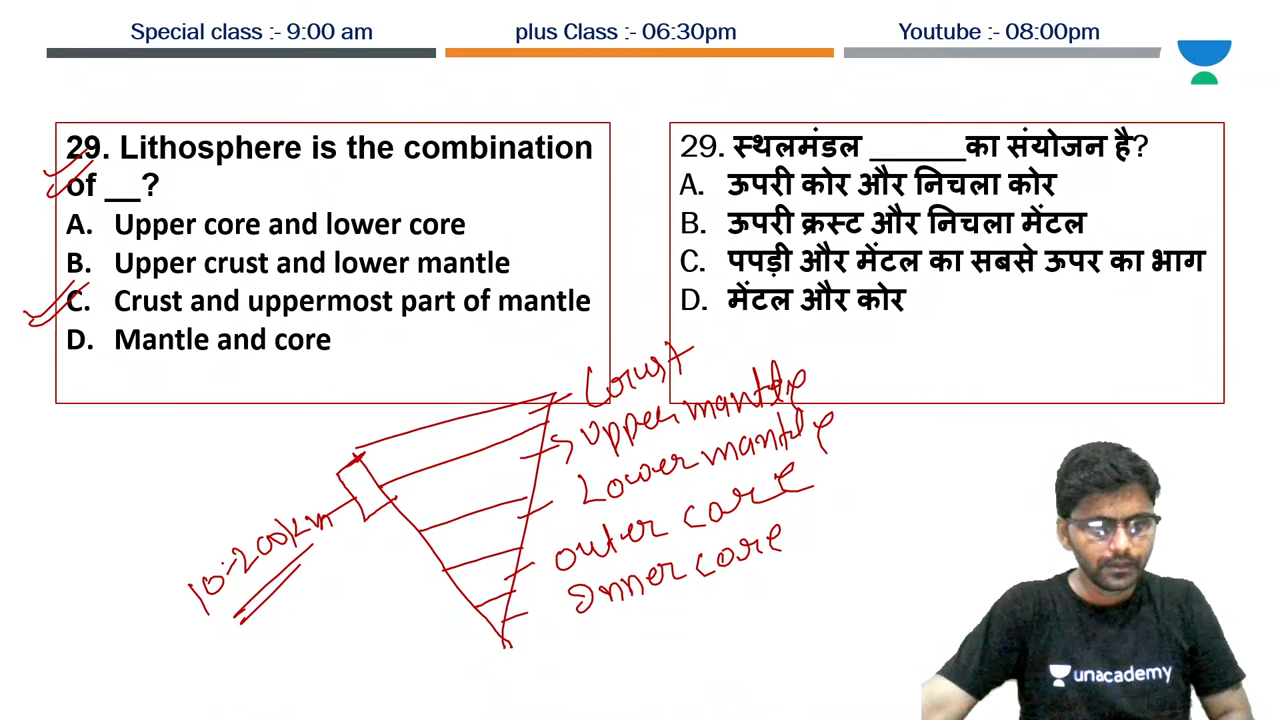 Special class :- 9:00 am
plus Class :- 06:30pm
Youtube :- 08:00pm
29. Lithosphere is the combination
of __?
A. Upper core and lower core
B. Upper crust and lower mantle
C. Crust and uppermost part of mantle
D. Mantle and core
29. स्थलमंडल ______का संयोजन है?
A. ऊपरी कोर और निचला कोर
B. ऊपरी क्रस्ट और निचला मेंटल
C. पपड़ी और मेंटल का सबसे ऊपर का भाग
D. मेंटल और कोर
Crust
Upper mantle
Lower mantle
outer core
Inner core
10-200km
unacademy